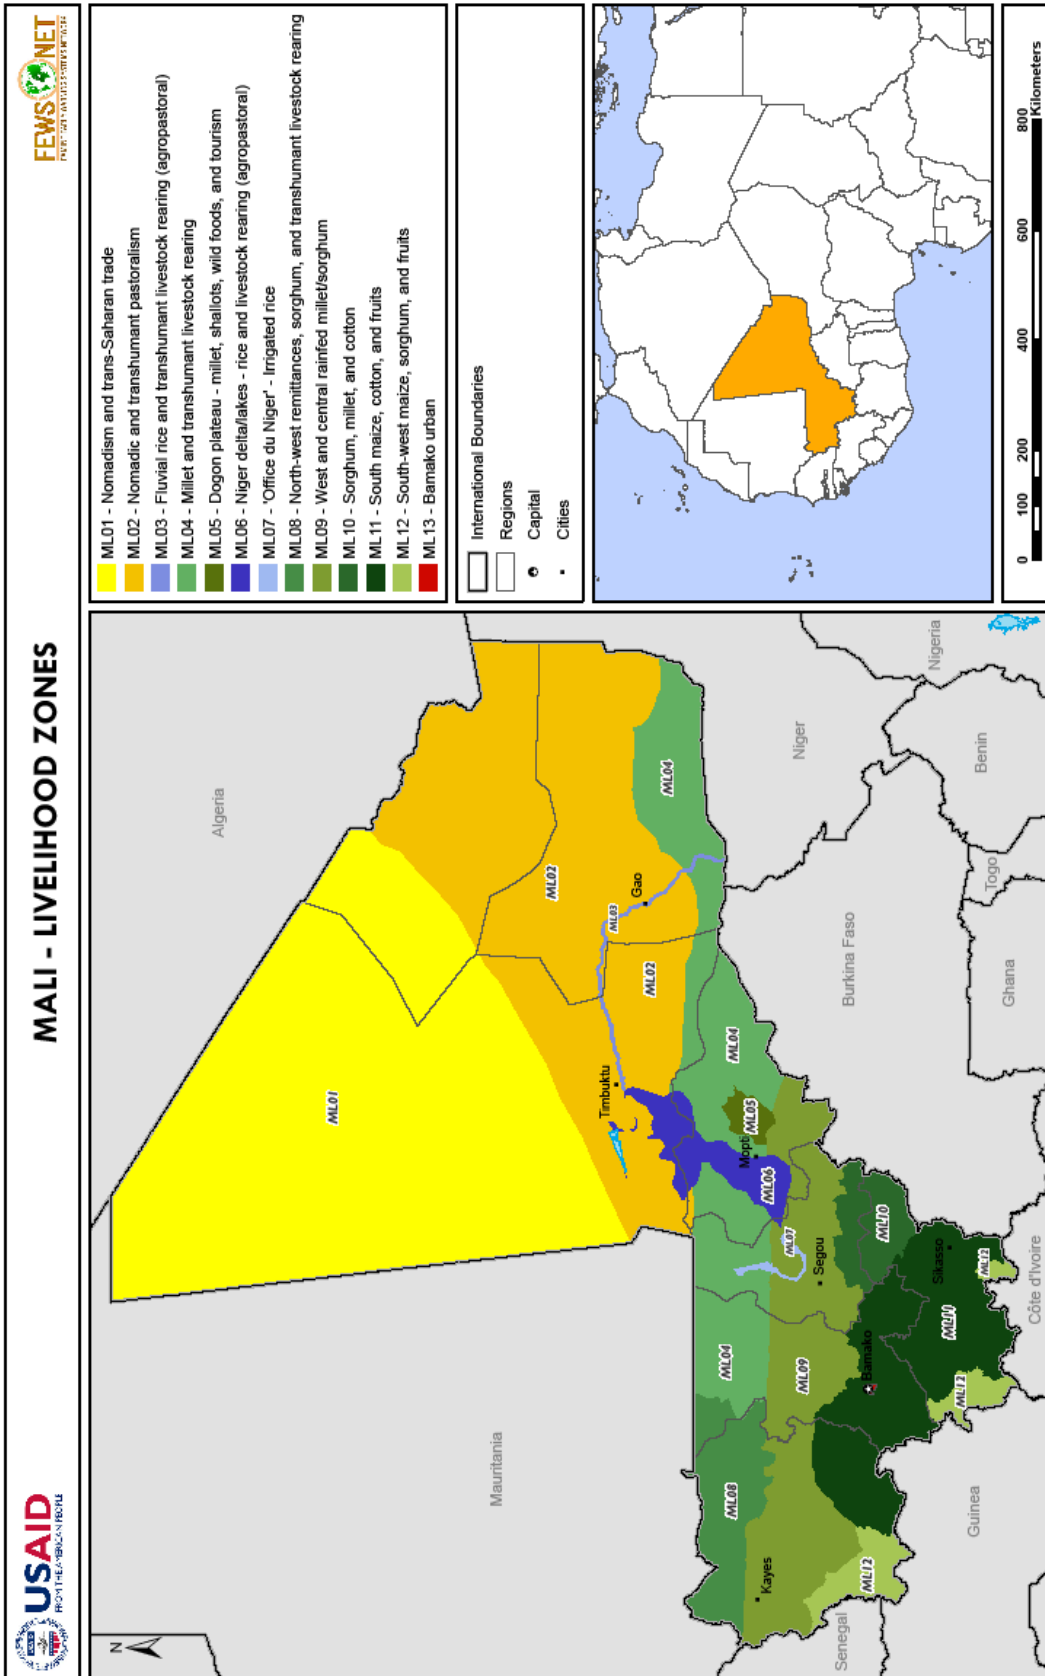 USAID
FROM THE AMERICAN PEOPLE
MALI - LIVELIHOOD ZONES
FEWS NET
FAMINE EARLY WARNING SYSTEMS NETWORK
N
Algeria
Mauritania
Niger
Nigeria
Benin
Togo
Burkina Faso
Ghana
Côte d'Ivoire
Guinea
Senegal
ML01
ML02
ML02
ML03
Gao
Timbuktu
ML04
ML04
ML04
ML05
Mopti
ML06
ML07
Segou
ML08
ML09
Kayes
Bamako
ML10
Sikasso
ML11
ML12
ML12
ML12
ML01 - Nomadism and trans-Saharan trade
ML02 - Nomadic and transhumant pastoralism
ML03 - Fluvial rice and transhumant livestock rearing (agropastoral)
ML04 - Millet and transhumant livestock rearing
ML05 - Dogon plateau - millet, shallots, wild foods, and tourism
ML06 - Niger delta/lakes - rice and livestock rearing (agropastoral)
ML07 - 'Office du Niger' - Irrigated rice
ML08 - North-west remittances, sorghum, and transhumant livestock rearing
ML09 - West and central rainfed millet/sorghum
ML10 - Sorghum, millet, and cotton
ML11 - South maize, cotton, and fruits
ML12 - South-west maize, sorghum, and fruits
ML13 - Bamako urban
International Boundaries
Regions
Capital
Cities
0 100 200 400 600 800
Kilometers